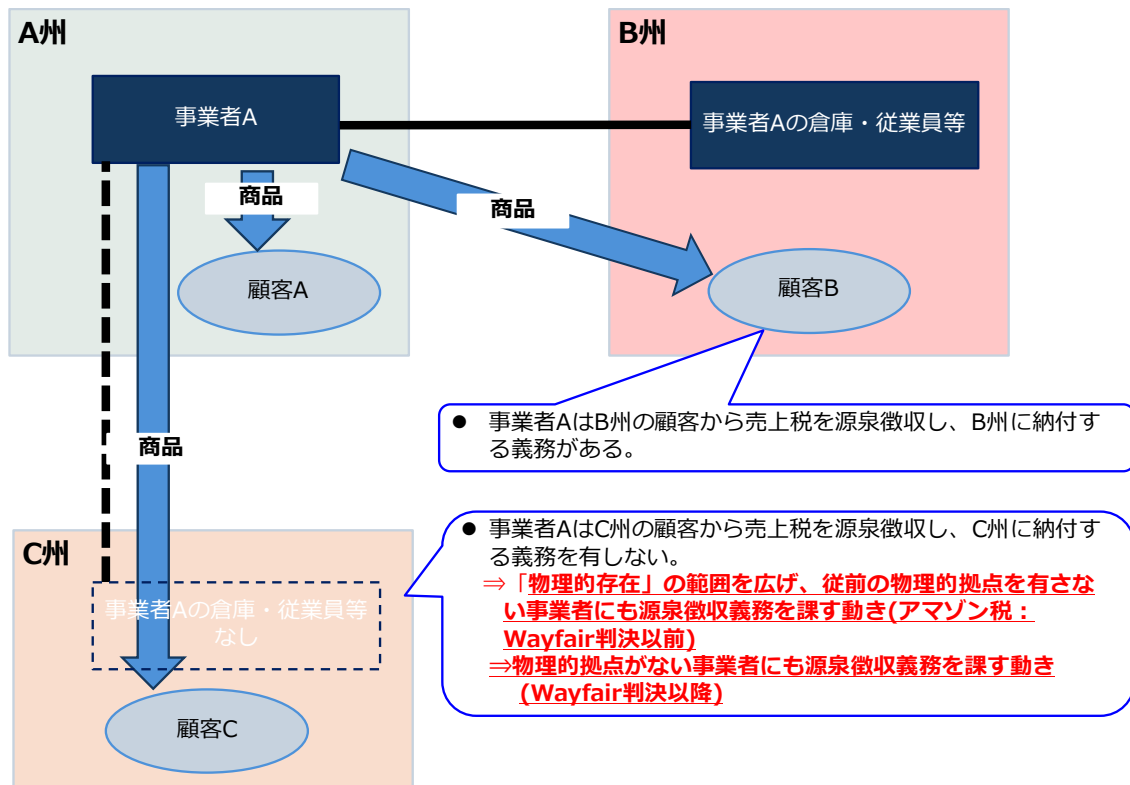 A州
事業者A
商品
顧客A
商品
B州
事業者Aの倉庫・従業員等
顧客B
● 事業者AはB州の顧客から売上税を源泉徴収し、B州に納付す
る義務がある。
商品
C州
事業者Aの倉庫・従業員等
なし
顧客C
● 事業者AはC州の顧客から売上税を源泉徴収し、C州に納付す
る義務を有しない。
⇒「物理的存在」の範囲を広げ、従前の物理的拠点を有さな
い事業者にも源泉徴収義務を課す動き(アマゾン税：
Wayfair判決以前)
⇒物理的拠点がない事業者にも源泉徴収義務を課す動き
(Wayfair判決以降)